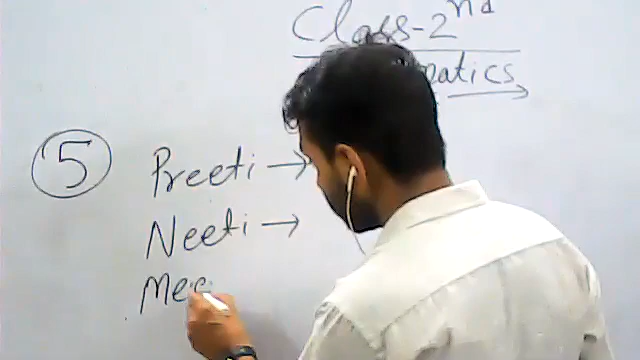 Class-2nd
5 Preeti →
Neeti →
Mee